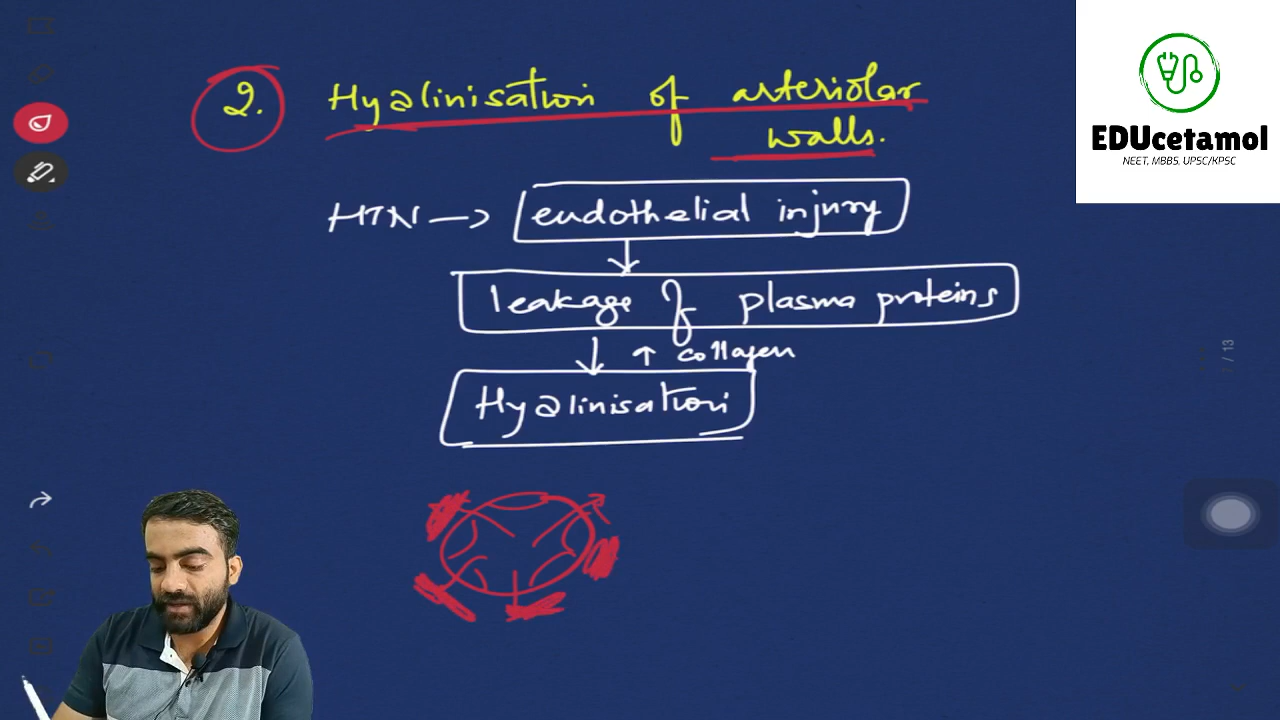 2. Hyalinisation of arteriolar
walls.
HTN → endothelial injury
↓
leakage of plasma proteins
↓ ↑ collagen
Hyalinisation
EDUcetamol
NEET, MBBS, UPSC/KPSC
/ 13